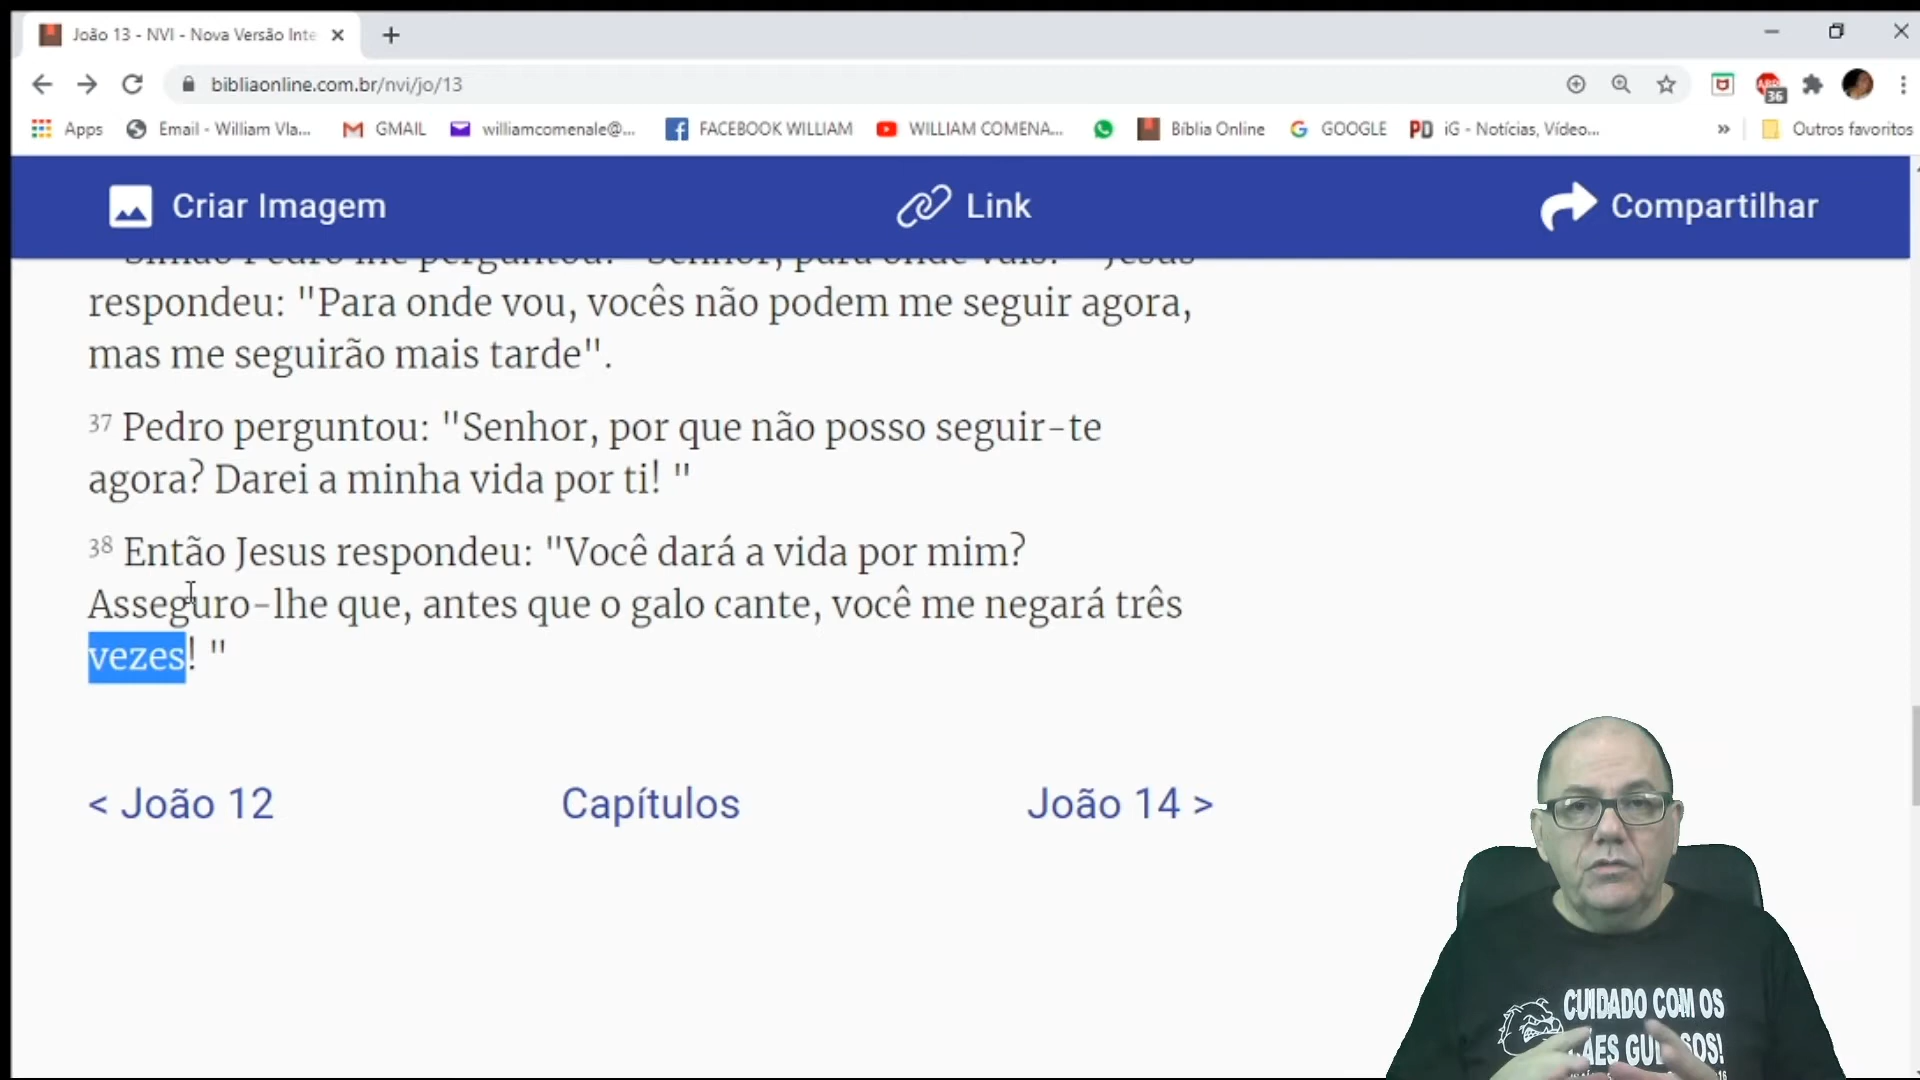 João 13 - NVI - Nova Versão Inte
bibliaonline.com.br/nvi/jo/13
36
Apps
Email - William Vla...
GMAIL
williamcomenale@...
FACEBOOK WILLIAM
WILLIAM COMENA...
Bíblia Online
GOOGLE
iG - Notícias, Vídeo...
»
Outros favoritos
Criar Imagem
Link
Compartilhar
respondeu: "Para onde vou, vocês não podem me seguir agora,
mas me seguirão mais tarde".
37 Pedro perguntou: "Senhor, por que não posso seguir-te
agora? Darei a minha vida por ti! "
38 Então Jesus respondeu: "Você dará a vida por mim?
Asseguro-lhe que, antes que o galo cante, você me negará três
vezes! "
< João 12
Capítulos
João 14 >
CUIDADO COM OS